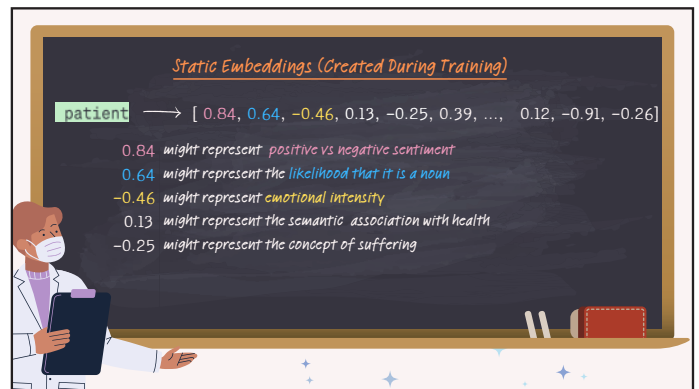 Static Embeddings (Created During Training)
patient → [ 0.84, 0.64, −0.46, 0.13, −0.25, 0.39, ..., 0.12, −0.91, −0.26]
0.84 might represent positive vs negative sentiment
0.64 might represent the likelihood that it is a noun
−0.46 might represent emotional intensity
0.13 might represent the semantic association with health
−0.25 might represent the concept of suffering